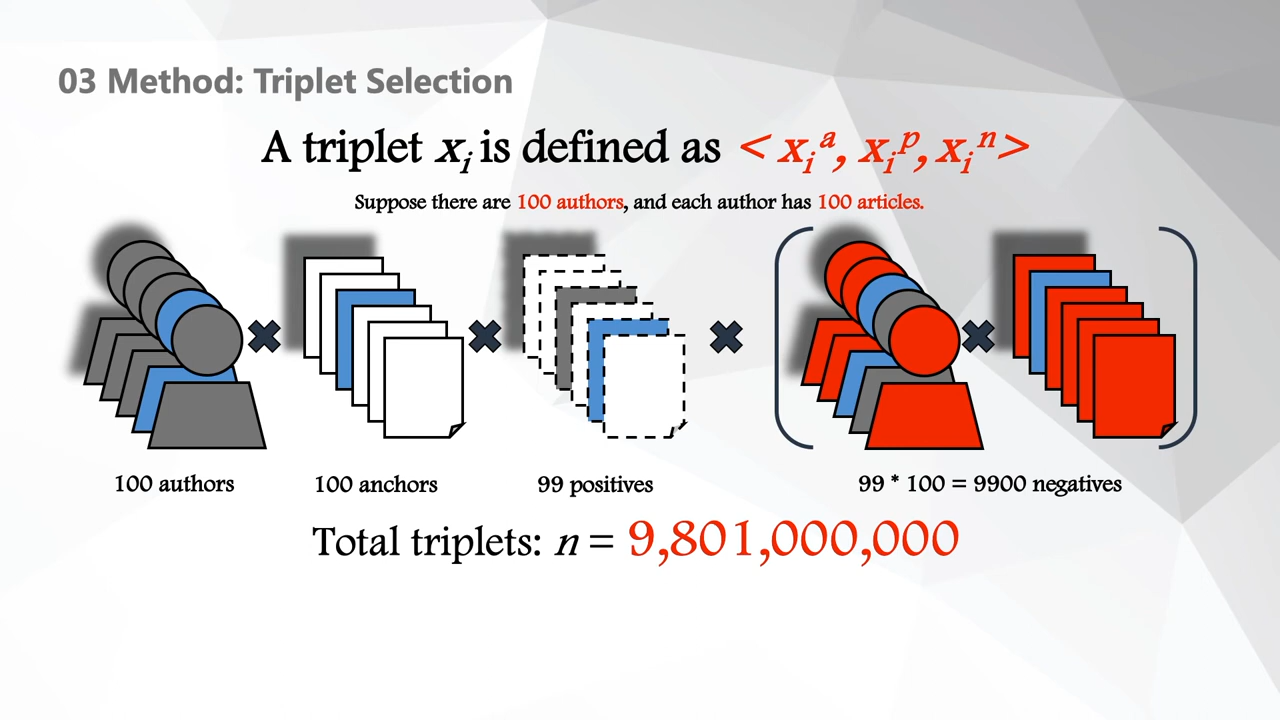 03 Method: Triplet Selection
A triplet xᵢ is defined as < xᵢᵃ, xᵢᵖ, xᵢⁿ>
Suppose there are 100 authors, and each author has 100 articles.
100 authors 100 anchors 99 positives 99 * 100 = 9900 negatives
Total triplets: n = 9,801,000,000